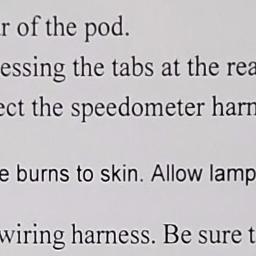 r of the pod.
essing the tabs at the rea
ect the speedometer harn
e burns to skin. Allow lamp
wiring harness. Be sure t